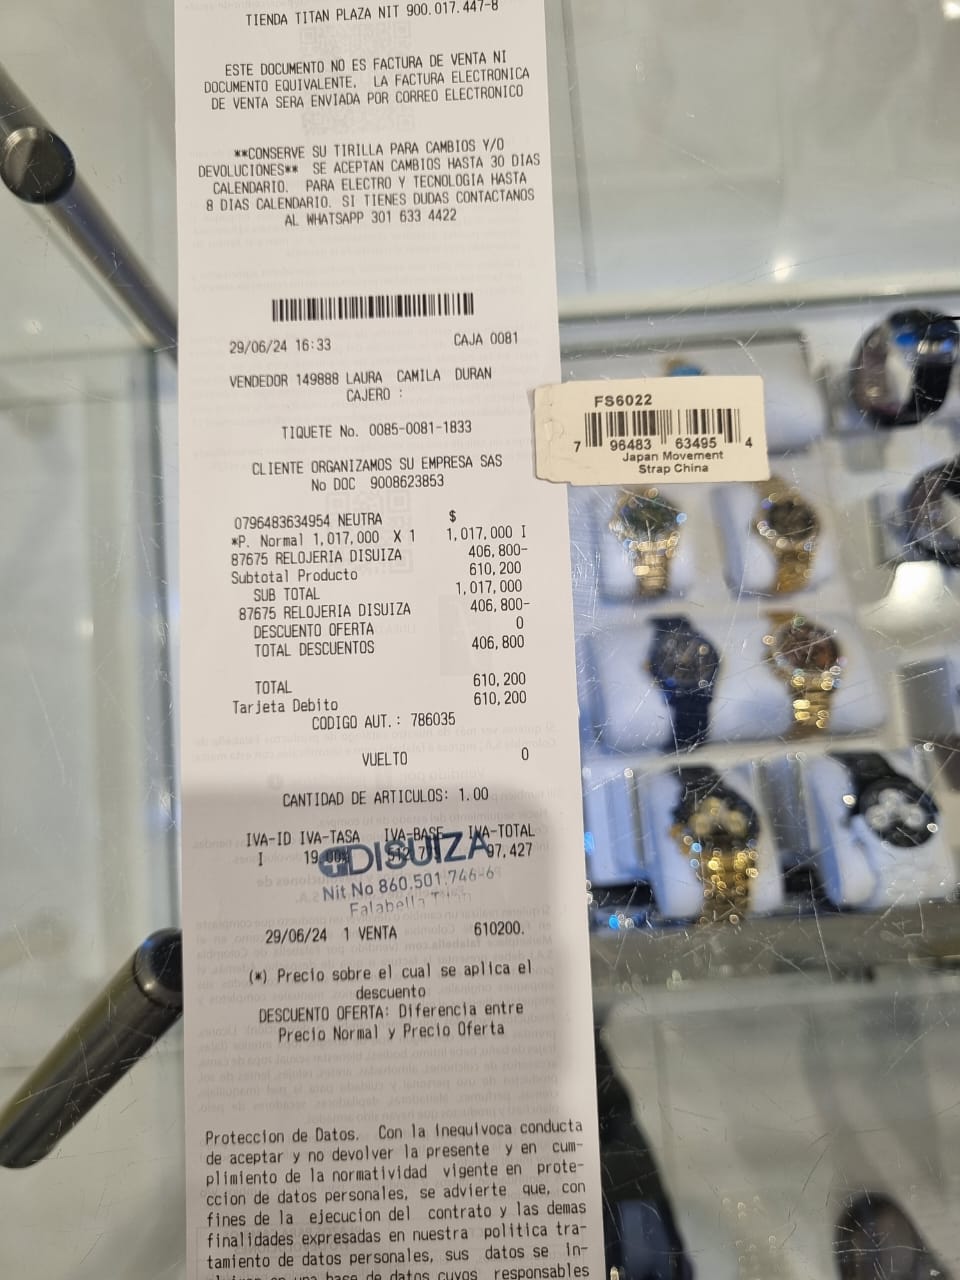 TIENDA TITAN PLAZA NIT 900.017.447-8
ESTE DOCUMENTO NO ES FACTURA DE VENTA NI
DOCUMENTO EQUIVALENTE. LA FACTURA ELECTRONICA
DE VENTA SERA ENVIADA POR CORREO ELECTRONICO
**CONSERVE SU TIRILLA PARA CAMBIOS Y/O
DEVOLUCIONES** SE ACEPTAN CAMBIOS HASTA 30 DIAS
CALENDARIO. PARA ELECTRO Y TECNOLOGIA HASTA
8 DIAS CALENDARIO. SI TIENES DUDAS CONTACTANOS
AL WHATSAPP 301 633 4422
29/06/24 16:33 CAJA 0081
VENDEDOR 149888 LAURA CAMILA DURAN
CAJERO :
TIQUETE No. 0085-0081-1833
CLIENTE ORGANIZAMOS SU EMPRESA SAS
No DOC 9008623853
0796483634954 NEUTRA $
*P. Normal 1,017,000 X 1 1,017,000 I
87675 RELOJERIA DISUIZA 406,800-
Subtotal Producto 610,200
SUB TOTAL 1,017,000
87675 RELOJERIA DISUIZA 406,800-
DESCUENTO OFERTA 0
TOTAL DESCUENTOS 406,800
TOTAL 610,200
Tarjeta Debito 610,200
CODIGO AUT.: 786035
VUELTO 0
CANTIDAD DE ARTICULOS: 1.00
IVA-ID IVA-TASA IVA-BASE IVA-TOTAL
I 19.00% 97,427
DISUIZA
Nit No 860.501.746-6
Falabella
29/06/24 1 VENTA 610200.
(*) Precio sobre el cual se aplica el
descuento
DESCUENTO OFERTA: Diferencia entre
Precio Normal y Precio Oferta
Proteccion de Datos. Con la inequivoca conducta
de aceptar y no devolver la presente y en cum-
plimiento de la normatividad vigente en prote-
ccion de datos personales, se advierte que, con
fines de la ejecucion del contrato y las demas
finalidades expresadas en nuestra politica tra-
tamiento de datos personales, sus datos se in-
una base de datos cuyos responsables
FS6022
7 96483 63495 4
Japan Movement
Strap China